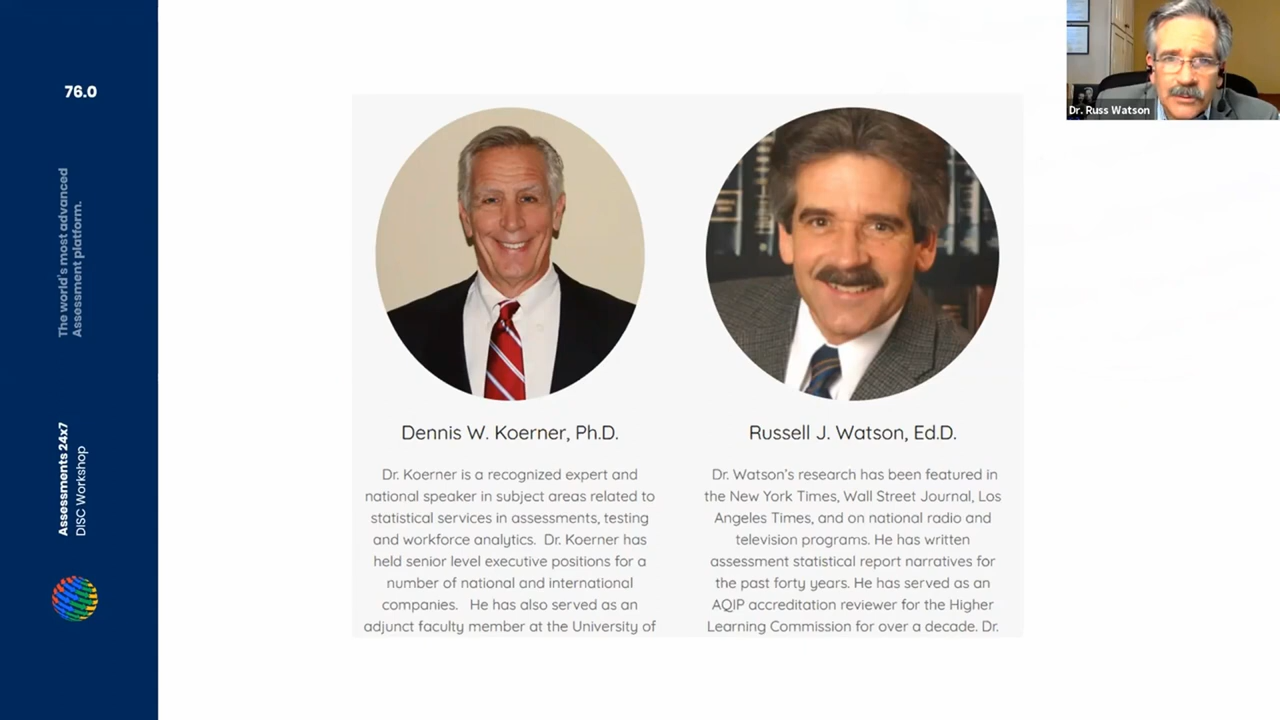 76.0
The world's most advanced
Assessment platform.
Assessments 24x7
DISC Workshop
Dr. Russ Watson
Dennis W. Koerner, Ph.D.
Dr. Koerner is a recognized expert and
national speaker in subject areas related to
statistical services in assessments, testing
and workforce analytics.  Dr. Koerner has
held senior level executive positions for a
number of national and international
companies.   He has also served as an
adjunct faculty member at the University of
Russell J. Watson, Ed.D.
Dr. Watson's research has been featured in
the New York Times, Wall Street Journal, Los
Angeles Times, and on national radio and
television programs. He has written
assessment statistical report narratives for
the past forty years. He has served as an
AQIP accreditation reviewer for the Higher
Learning Commission for over a decade. Dr.